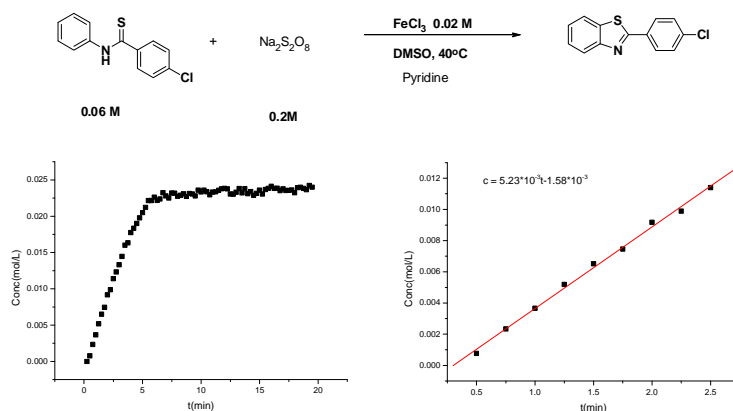 S
N
H
Cl
+
Na₂S₂O₈
FeCl₃ 0.02 M
DMSO, 40ºC
Pyridine
S
N
Cl
0.06 M
0.2M
0.025
0.020
0.015
0.010
0.005
0.000
Conc(mol/L)
0
5
10
15
20
t(min)
c = 5.23*10⁻³t-1.58*10⁻³
0.012
0.010
0.008
0.006
0.004
0.002
0.000
Conc(mol/L)
0.5
1.0
1.5
2.0
2.5
t(min)